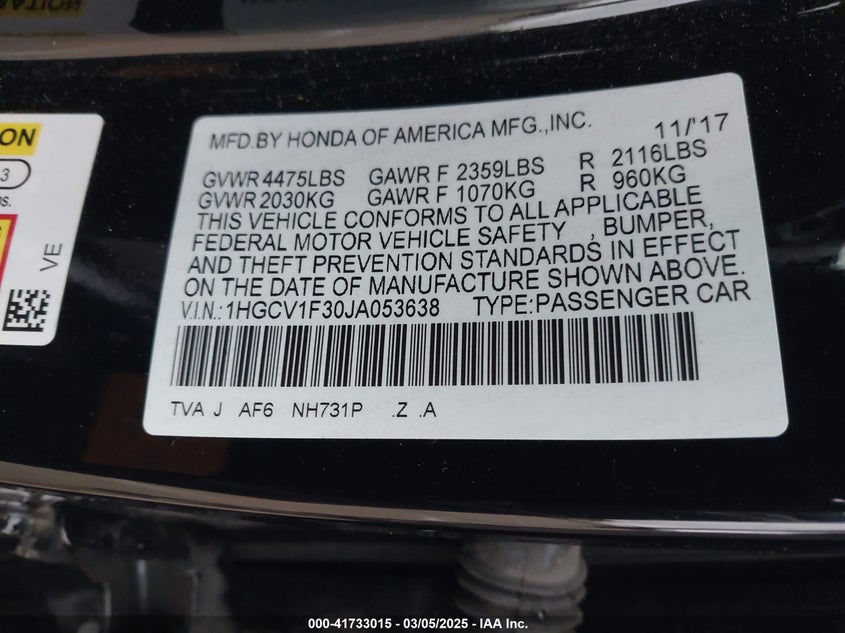 ON
3
s.
VE
MFD.BY HONDA OF AMERICA MFG.,INC. 11/'17
GVWR 4475LBS GAWR F 2359LBS R 2116LBS
GVWR 2030KG GAWR F 1070KG R 960KG
THIS VEHICLE CONFORMS TO ALL APPLICABLE
FEDERAL MOTOR VEHICLE SAFETY , BUMPER,
AND THEFT PREVENTION STANDARDS IN EFFECT
ON THE DATE OF MANUFACTURE SHOWN ABOVE.
V.I.N.: 1HGCV1F30JA053638 TYPE:PASSENGER CAR
TVA J AF6 NH731P .Z .A
000-41733015 — 03/05/2025 — IAA Inc.